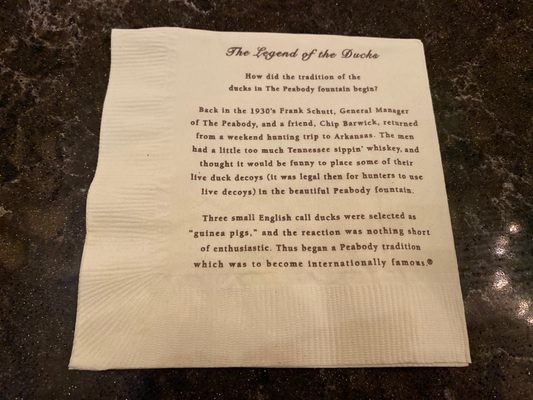 The Legend of the Ducks
How did the tradition of the
ducks in The Peabody fountain begin?
Back in the 1930's Frank Schutt, General Manager
of The Peabody, and a friend, Chip Barwick, returned
from a weekend hunting trip to Arkansas. The men
had a little too much Tennessee sippin' whiskey, and
thought it would be funny to place some of their
live duck decoys (it was legal then for hunters to use
live decoys) in the beautiful Peabody fountain.
Three small English call ducks were selected as
"guinea pigs," and the reaction was nothing short
of enthusiastic. Thus began a Peabody tradition
which was to become internationally famous.®